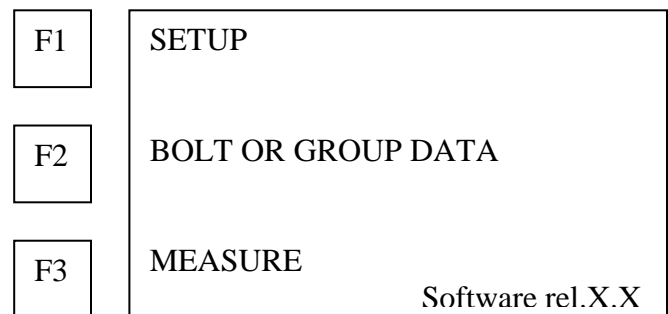 F1 SETUP
F2 BOLT OR GROUP DATA
F3 MEASURE
Software rel.X.X